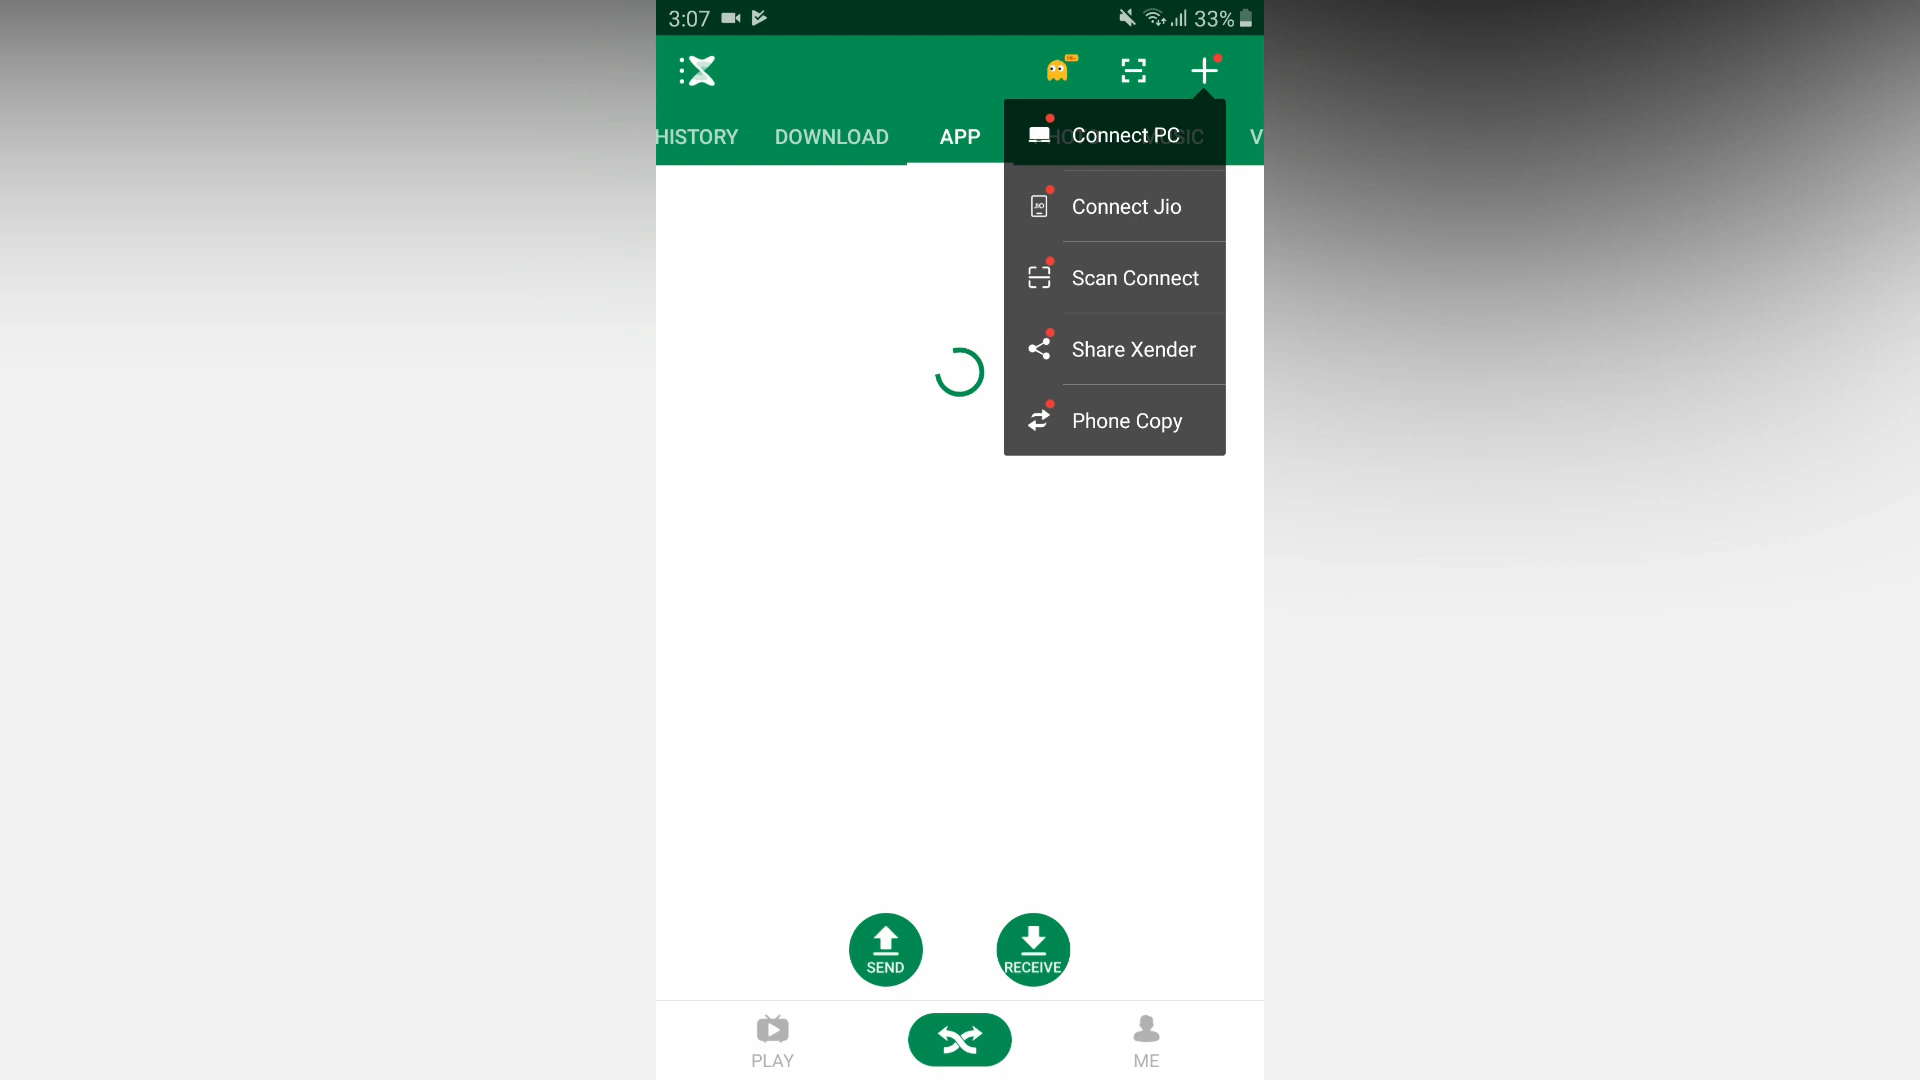 3:07
33%
HISTORY DOWNLOAD APP MUSIC V
Connect PC
Connect Jio
Scan Connect
Share Xender
Phone Copy
SEND RECEIVE
PLAY ME